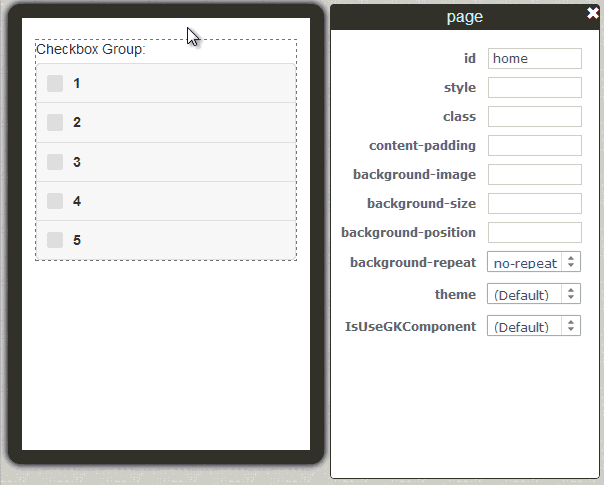 Checkbox Group:
1
2
3
4
5
page
id home
style
class
content-padding
background-image
background-size
background-position
background-repeat no-repeat
theme (Default)
IsUseGKComponent (Default)